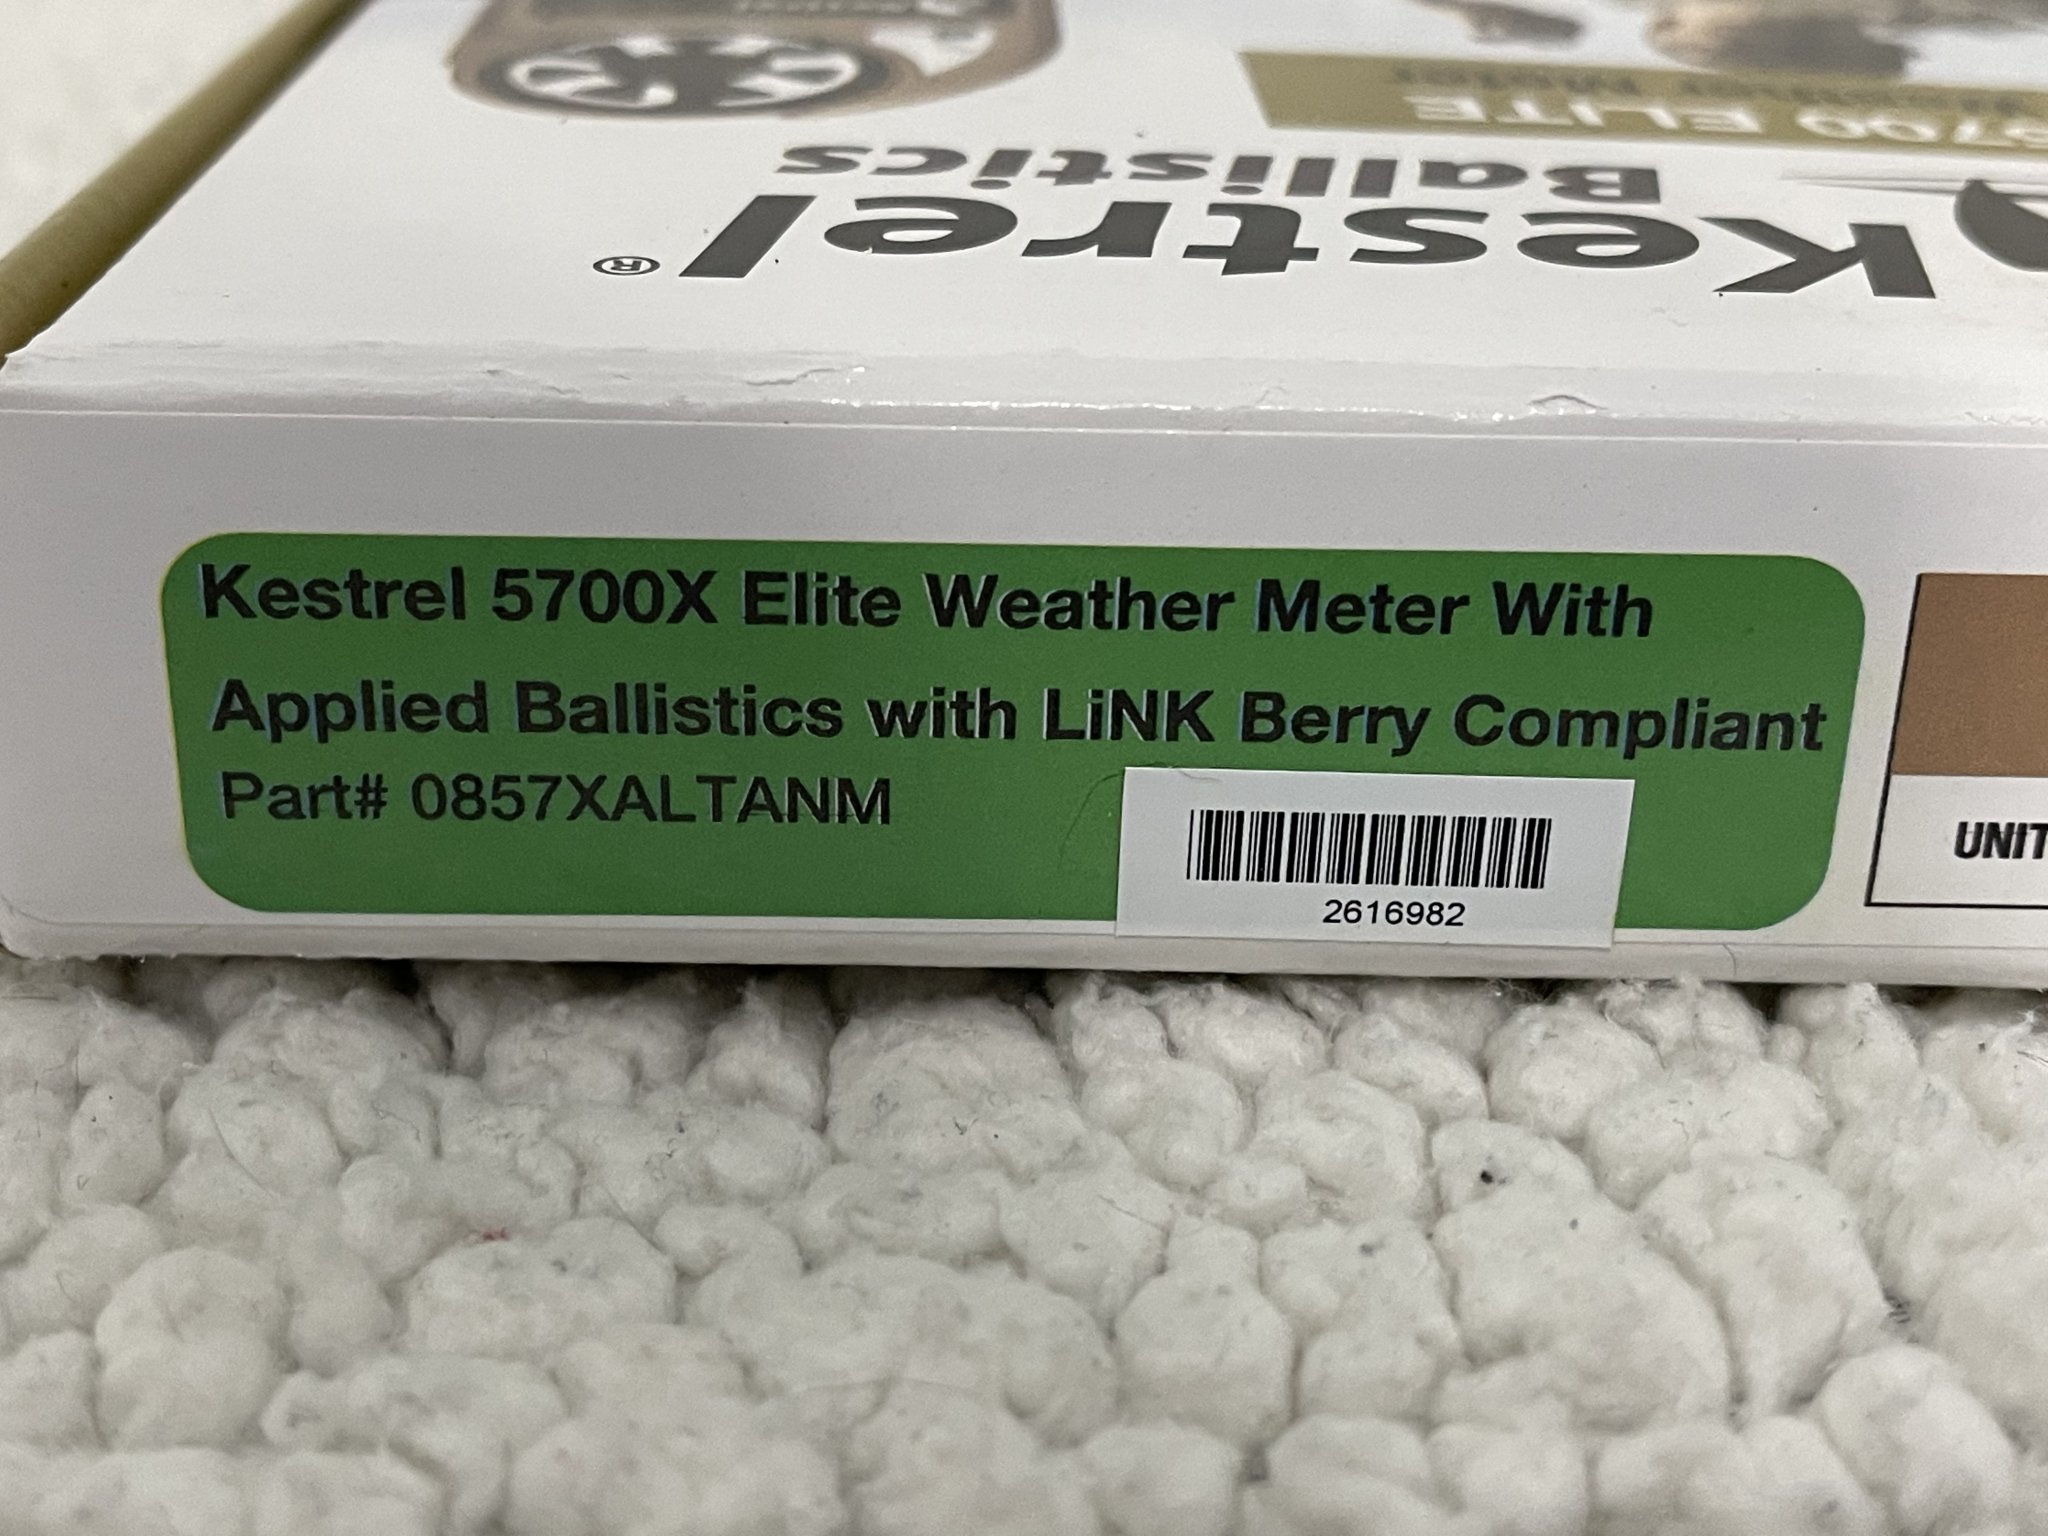 5700 ELITE
Ballistics
Kestrel®
Kestrel 5700X Elite Weather Meter With
Applied Ballistics with LiNK Berry Compliant
Part# 0857XALTANM
2616982
UNIT